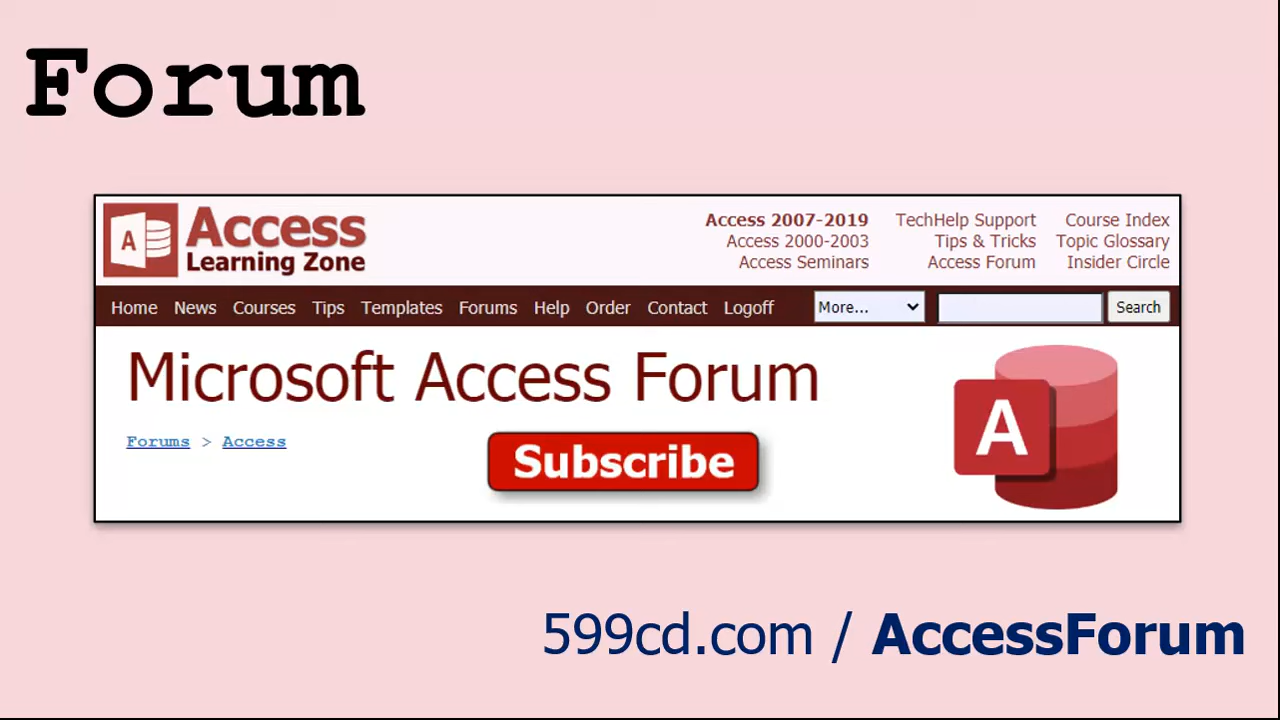 Forum
A Access
Learning Zone
Access 2007-2019 TechHelp Support Course Index
Access 2000-2003 Tips & Tricks Topic Glossary
Access Seminars Access Forum Insider Circle
Home News Courses Tips Templates Forums Help Order Contact Logoff More... Search
Microsoft Access Forum
Forums > Access
Subscribe
A
599cd.com / AccessForum